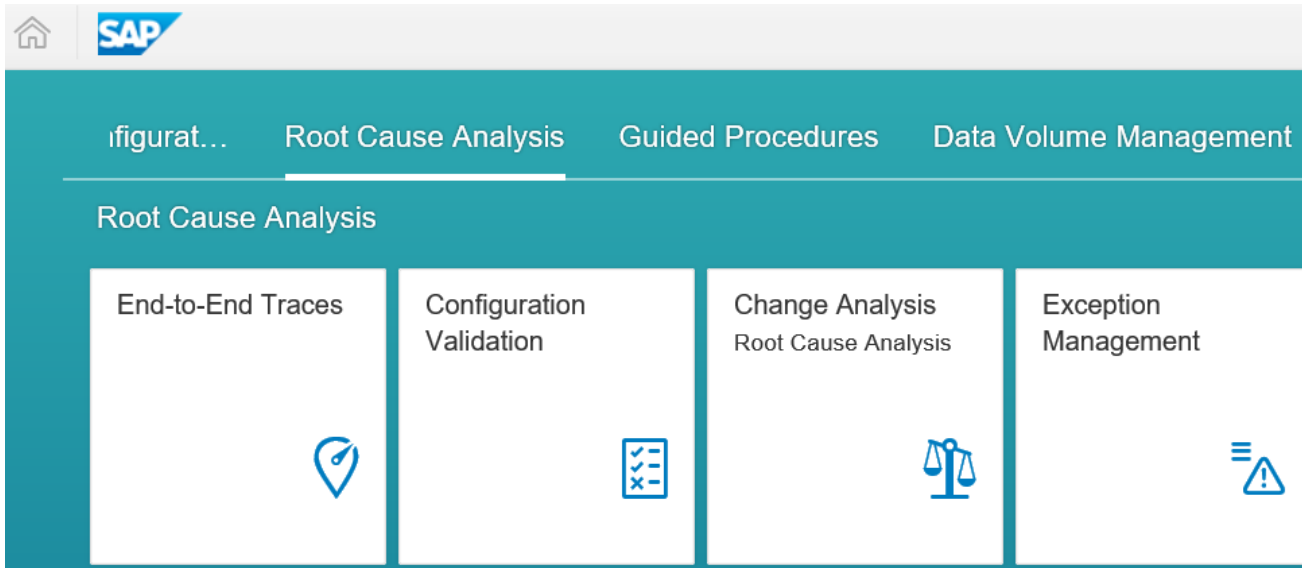 SAP
ıfigurat... Root Cause Analysis Guided Procedures Data Volume Management
Root Cause Analysis
End-to-End Traces
Configuration
Validation
Change Analysis
Root Cause Analysis
Exception
Management